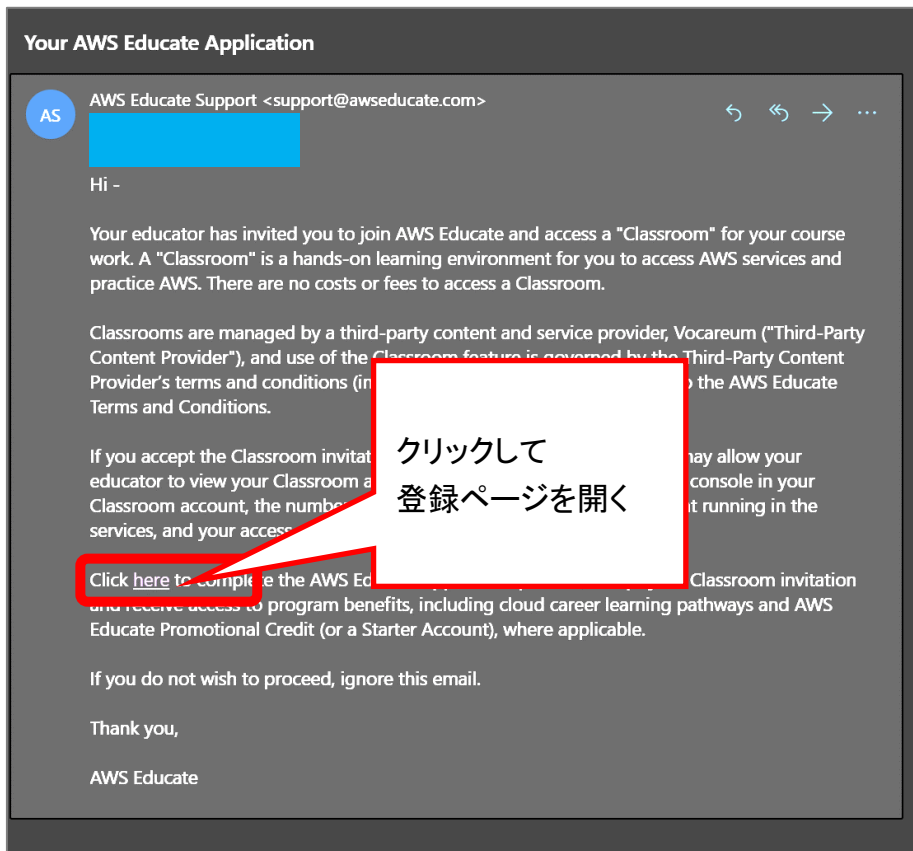 Your AWS Educate Application
AS
AWS Educate Support <support@awseducate.com>
Hi -
Your educator has invited you to join AWS Educate and access a "Classroom" for your course
work. A "Classroom" is a hands-on learning environment for you to access AWS services and
practice AWS. There are no costs or fees to access a Classroom.
Classrooms are managed by a third-party content and service provider, Vocareum ("Third-Party
Content Provider"), and use of the Classroom feature is governed by the Third-Party Content
Provider's terms and conditions the AWS Educate
Terms and Conditions.
If you accept the Classroom may allow your
educator to view your Classroom console in your
Classroom account, the running in the
services, and your access
クリックして
登録ページを開く
Click here to complete the AWS Classroom invitation
and receive access to program benefits, including cloud career learning pathways and AWS
Educate Promotional Credit (or a Starter Account), where applicable.
If you do not wish to proceed, ignore this email.
Thank you,
AWS Educate